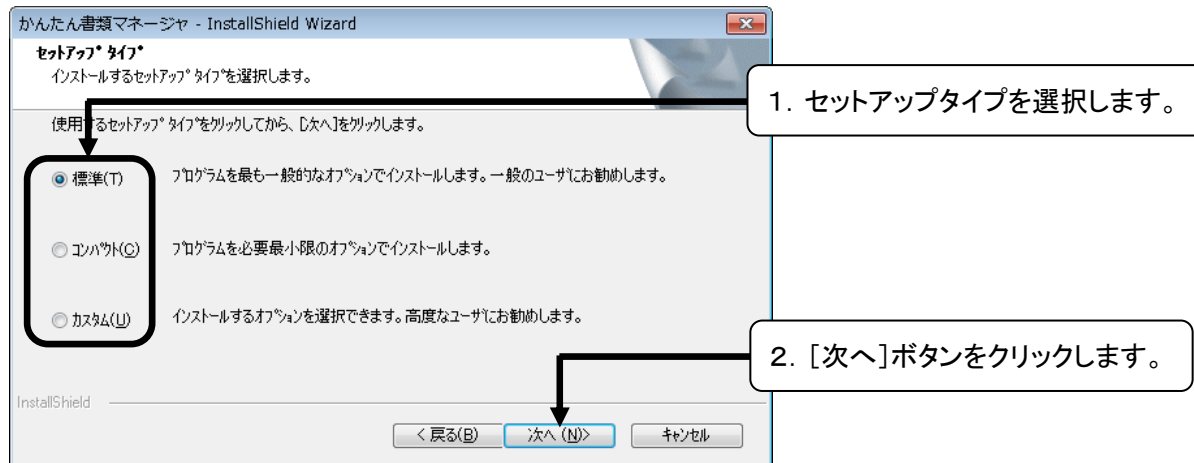 かんたん書類マネージャ - InstallShield Wizard
セットアップ タイプ
インストールするセットアップ タイプを選択します。
1．セットアップタイプを選択します。
使用するセットアップ タイプをクリックしてから、[次へ]をクリックします。
標準(T) プログラムを最も一般的なオプションでインストールします。一般のユーザにお勧めします。
コンパクト(C) プログラムを必要最小限のオプションでインストールします。
カスタム(U) インストールするオプションを選択できます。高度なユーザにお勧めします。
2．［次へ］ボタンをクリックします。
InstallShield
< 戻る(B) 次へ (N)> キャンセル